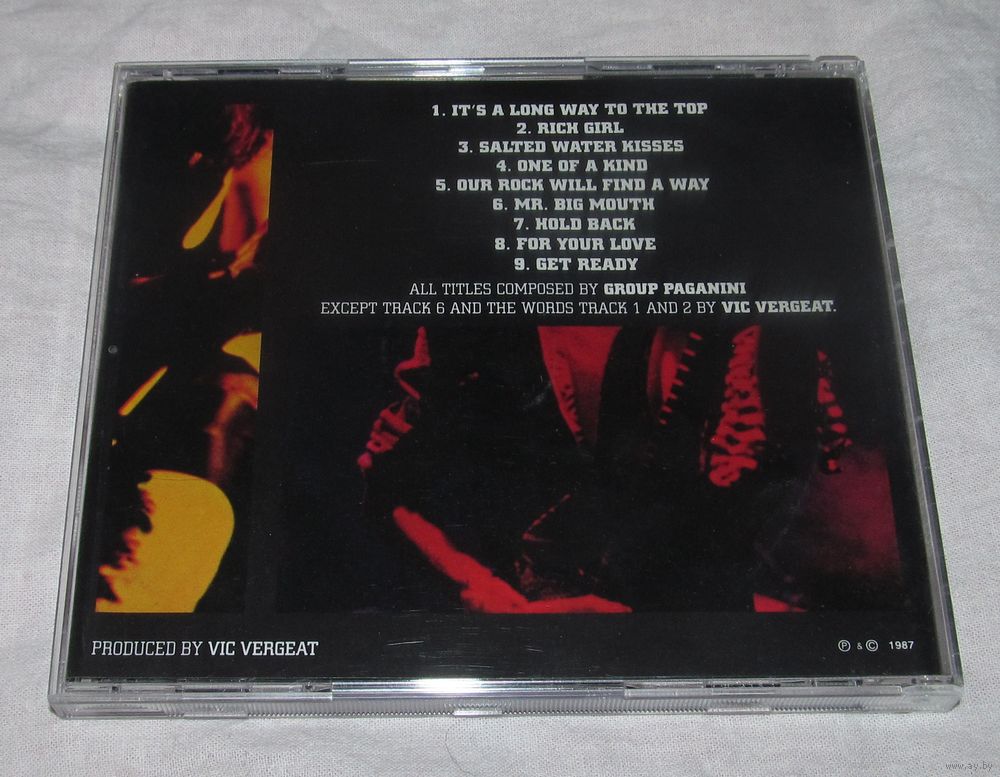 1. IT'S A LONG WAY TO THE TOP
2. RICH GIRL
3. SALTED WATER KISSES
4. ONE OF A KIND
5. OUR ROCK WILL FIND A WAY
6. MR. BIG MOUTH
7. HOLD BACK
8. FOR YOUR LOVE
9. GET READY
ALL TITLES COMPOSED BY GROUP PAGANINI
EXCEPT TRACK 6 AND THE WORDS TRACK 1 AND 2 BY VIC VERGEAT.
PRODUCED BY VIC VERGEAT
Ⓟ & © 1987
www.ay.by